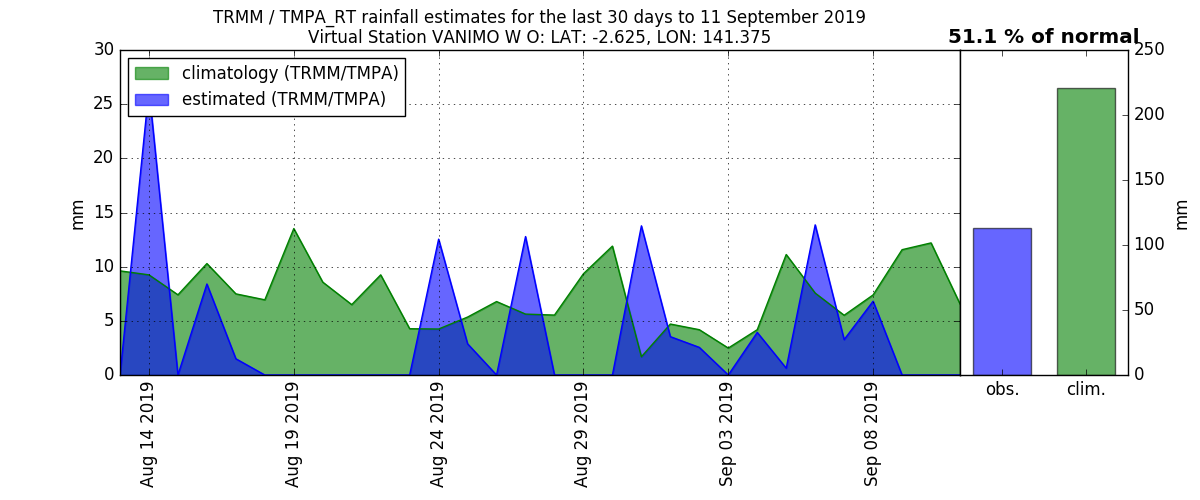 TRMM / TMPA_RT rainfall estimates for the last 30 days to 11 September 2019
Virtual Station VANIMO W O: LAT: -2.625, LON: 141.375
51.1 % of normal
climatology (TRMM/TMPA)
estimated (TRMM/TMPA)
30
25
20
15
10
5
0
mm
Aug 14 2019
Aug 19 2019
Aug 24 2019
Aug 29 2019
Sep 03 2019
Sep 08 2019
obs.
clim.
250
200
150
100
50
0
mm